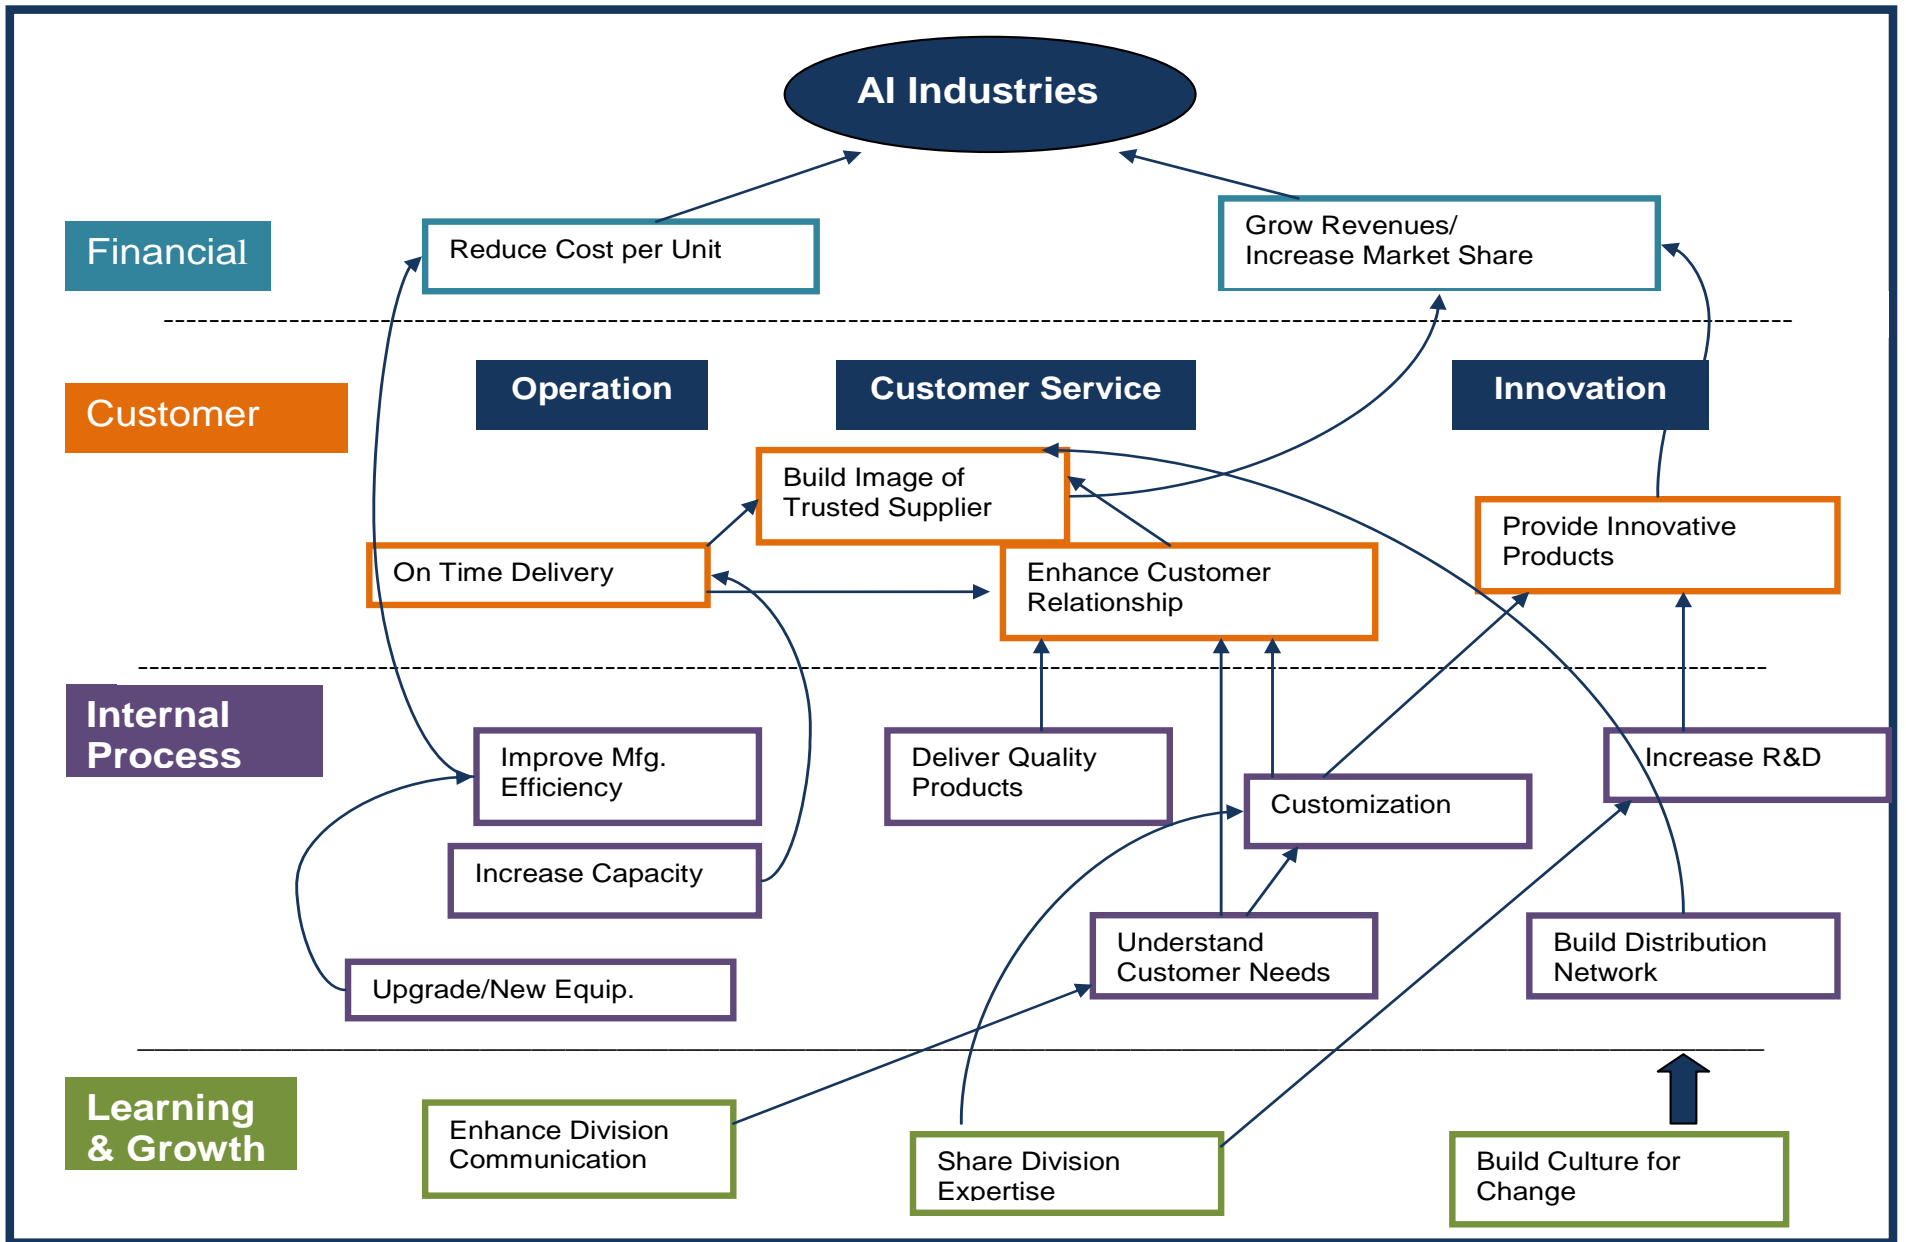 AI Industries
Financial
Reduce Cost per Unit
Grow Revenues/
Increase Market Share
Customer
Operation
Customer Service
Innovation
Build Image of
Trusted Supplier
Provide Innovative
Products
On Time Delivery
Enhance Customer
Relationship
Internal
Process
Improve Mfg.
Efficiency
Deliver Quality
Products
Customization
Increase R&D
Increase Capacity
Understand
Customer Needs
Build Distribution
Network
Upgrade/New Equip.
Learning
& Growth
Enhance Division
Communication
Share Division
Expertise
Build Culture for
Change